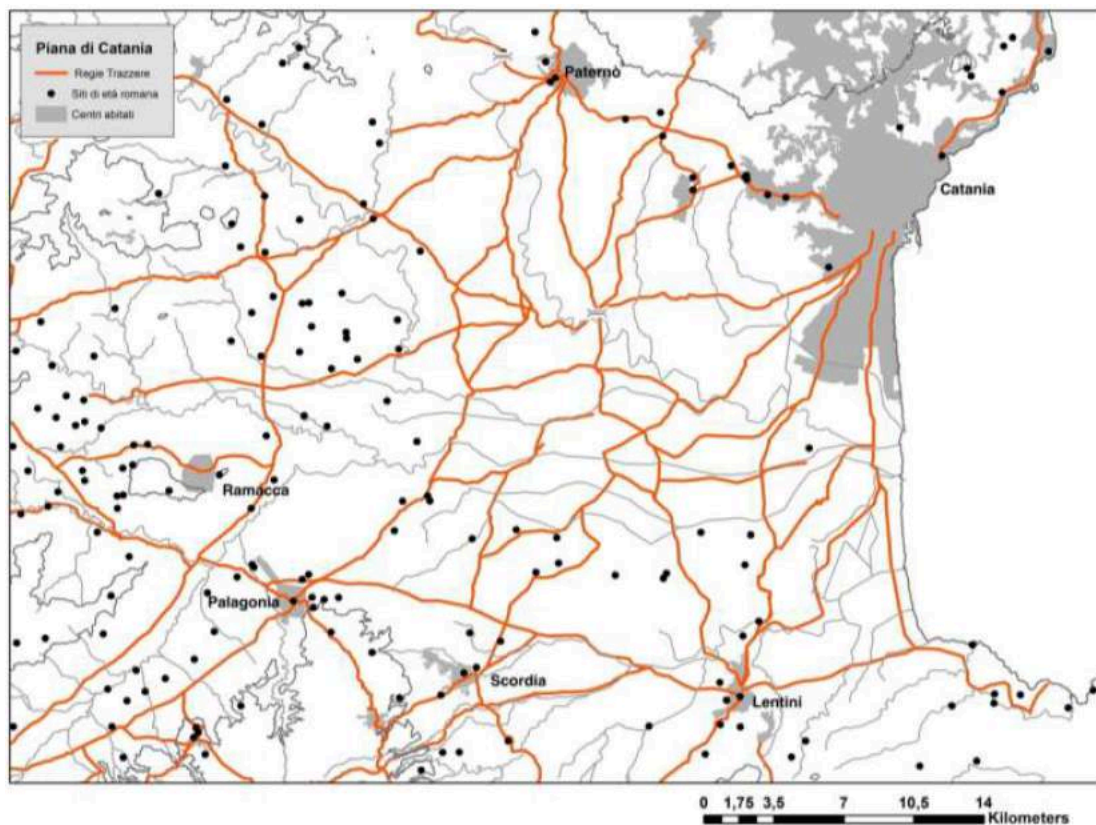 Piana di Catania
Regie Trazzere
Siti di età romana
Centri abitati
Paternò
Catania
Ramacca
Palagonia
Scordia
Lentini
0 1,75 3,5 7 10,5 14
Kilometers